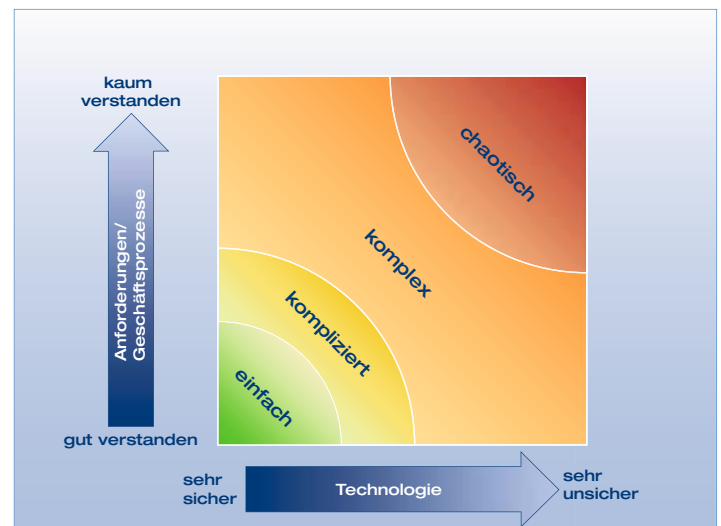 kaum
verstanden
Anforderungen/
Geschäftsprozesse
gut verstanden
chaotisch
komplex
kompliziert
einfach
sehr
sicher
Technologie
sehr
unsicher